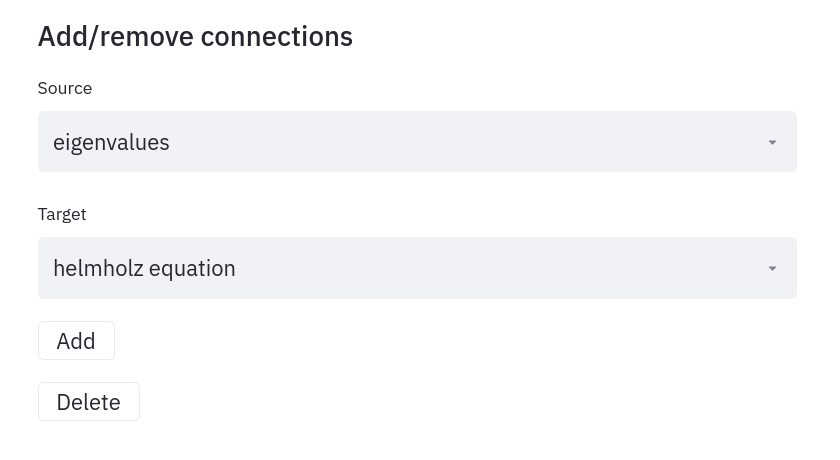 Add/remove connections
Source
eigenvalues
Target
helmholz equation
Add
Delete